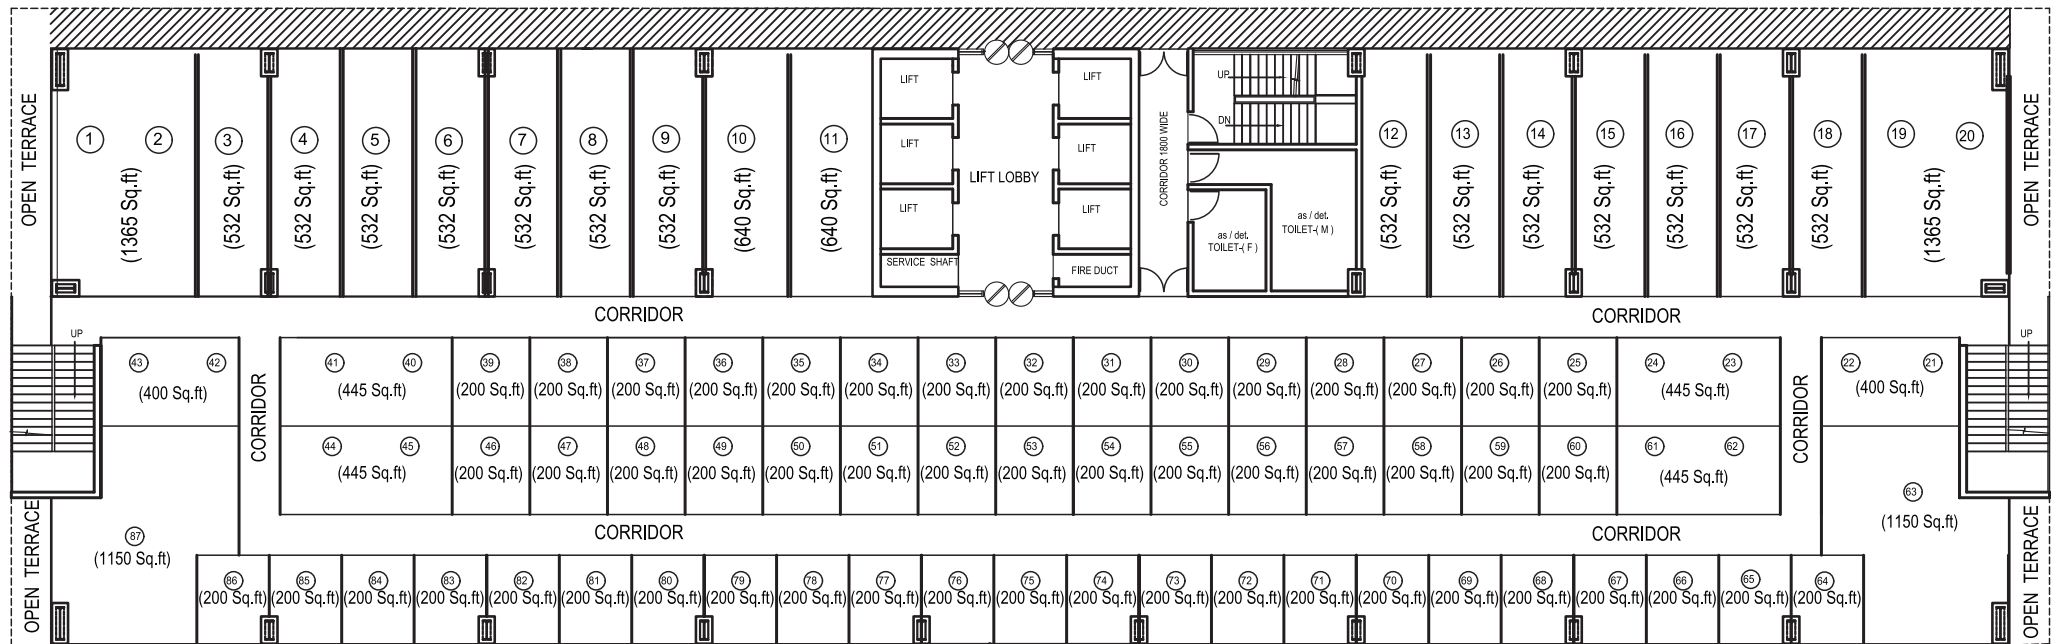 OPEN TERRACE
1 2
(1365 Sq.ft)
3
(532 Sq.ft)
4
(532 Sq.ft)
5
(532 Sq.ft)
6
(532 Sq.ft)
7
(532 Sq.ft)
8
(532 Sq.ft)
9
(532 Sq.ft)
10
(640 Sq.ft)
11
(640 Sq.ft)
LIFT
LIFT
LIFT
SERVICE SHAFT
LIFT LOBBY
LIFT
LIFT
LIFT
FIRE DUCT
CORRIDOR 1800 WIDE
UP
DN
as / det.
TOILET-( F )
as / det.
TOILET-( M )
12
(532 Sq.ft)
13
(532 Sq.ft)
14
(532 Sq.ft)
15
(532 Sq.ft)
16
(532 Sq.ft)
17
(532 Sq.ft)
18
(532 Sq.ft)
19 20
(1365 Sq.ft)
OPEN TERRACE
CORRIDOR
CORRIDOR
UP
43 42
(400 Sq.ft)
CORRIDOR
41 40
(445 Sq.ft)
39
(200 Sq.ft)
38
(200 Sq.ft)
37
(200 Sq.ft)
36
(200 Sq.ft)
35
(200 Sq.ft)
34
(200 Sq.ft)
33
(200 Sq.ft)
32
(200 Sq.ft)
31
(200 Sq.ft)
30
(200 Sq.ft)
29
(200 Sq.ft)
28
(200 Sq.ft)
27
(200 Sq.ft)
26
(200 Sq.ft)
25
(200 Sq.ft)
24 23
(445 Sq.ft)
CORRIDOR
22 21
(400 Sq.ft)
UP
44 45
(445 Sq.ft)
46
(200 Sq.ft)
47
(200 Sq.ft)
48
(200 Sq.ft)
49
(200 Sq.ft)
50
(200 Sq.ft)
51
(200 Sq.ft)
52
(200 Sq.ft)
53
(200 Sq.ft)
54
(200 Sq.ft)
55
(200 Sq.ft)
56
(200 Sq.ft)
57
(200 Sq.ft)
58
(200 Sq.ft)
59
(200 Sq.ft)
60
(200 Sq.ft)
61 62
(445 Sq.ft)
63
(1150 Sq.ft)
CORRIDOR
CORRIDOR
OPEN TERRACE
87
(1150 Sq.ft)
86
(200 Sq.ft)
85
(200 Sq.ft)
84
(200 Sq.ft)
83
(200 Sq.ft)
82
(200 Sq.ft)
81
(200 Sq.ft)
80
(200 Sq.ft)
79
(200 Sq.ft)
78
(200 Sq.ft)
77
(200 Sq.ft)
76
(200 Sq.ft)
75
(200 Sq.ft)
74
(200 Sq.ft)
73
(200 Sq.ft)
72
(200 Sq.ft)
71
(200 Sq.ft)
70
(200 Sq.ft)
69
(200 Sq.ft)
68
(200 Sq.ft)
67
(200 Sq.ft)
66
(200 Sq.ft)
65
(200 Sq.ft)
64
(200 Sq.ft)
OPEN TERRACE